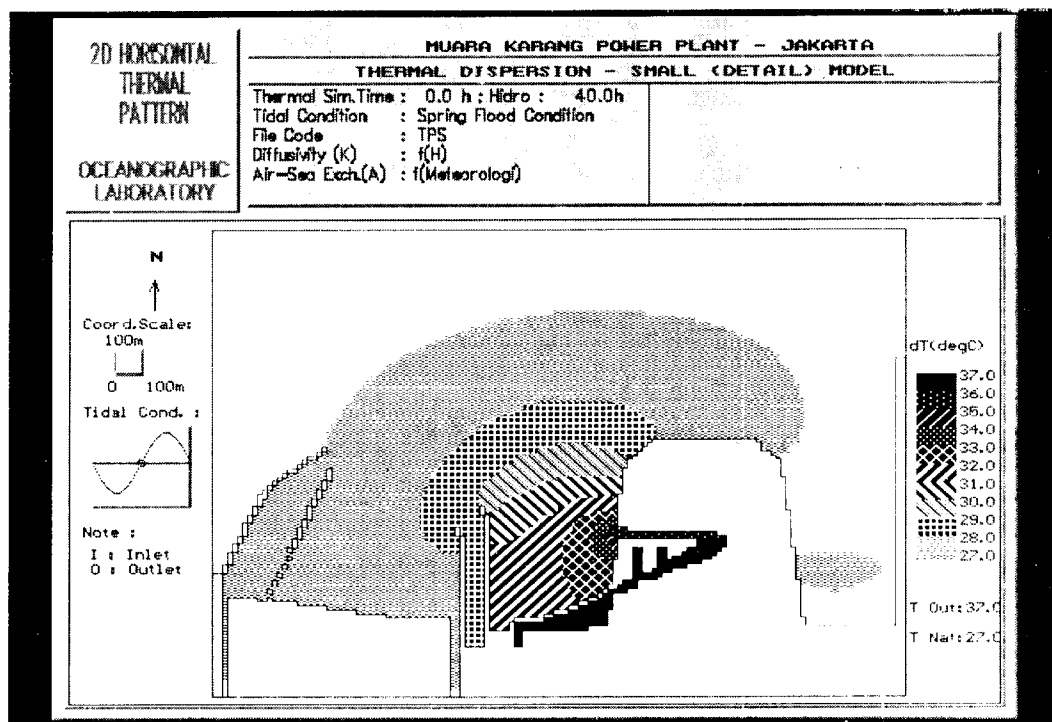 2D HORISONTAL
THERMAL
PATTERN
OCEANOGRAPHIC
LABORATORY
MUARA KARANG POWER PLANT - JAKARTA
THERMAL DISPERSION - SMALL (DETAIL) MODEL
Thermal Sim.Time : 0.0 h ; Hidro : 40.0h
Tidal Condition : Spring Flood Condition
File Code : TPS
Diffusivity (K) : f(H)
Air-Sea Exch.(A) : f(Meteorologi)
N
Coord.Scale:
100m
0 100m
Tidal Cond. :
Note :
I : Inlet
O : Outlet
dT(degC)
37.0
36.0
35.0
34.0
33.0
32.0
31.0
30.0
29.0
28.0
27.0
T Out:37.0
T Nat:27.0